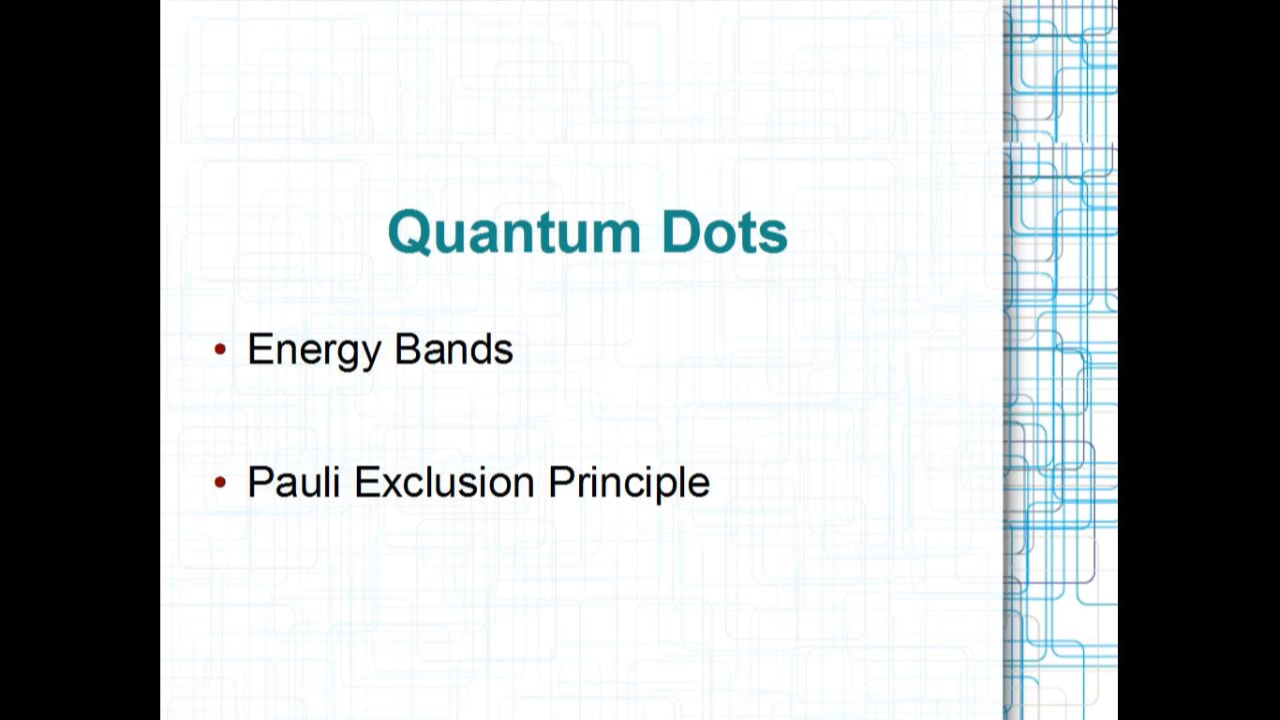 Quantum Dots
• Energy Bands
• Pauli Exclusion Principle